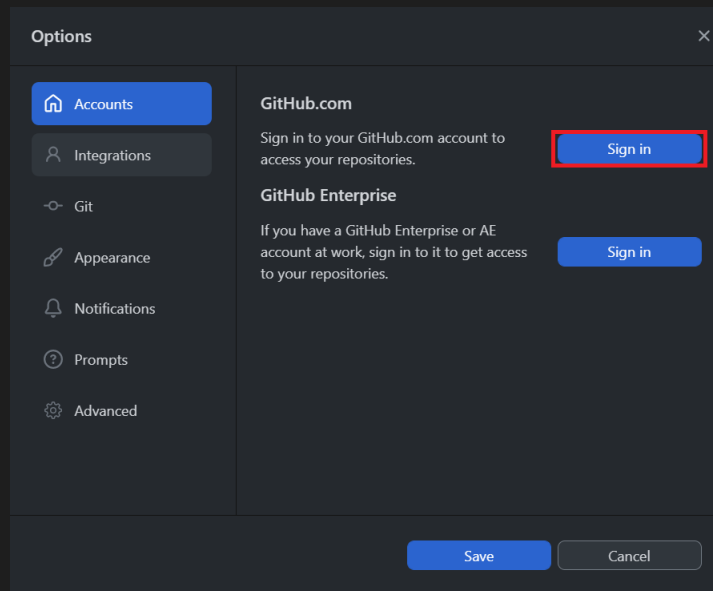 Options
Accounts
Integrations
Git
Appearance
Notifications
Prompts
Advanced
GitHub.com
Sign in to your GitHub.com account to
access your repositories.
Sign in
GitHub Enterprise
If you have a GitHub Enterprise or AE
account at work, sign in to it to get access
to your repositories.
Sign in
Save
Cancel